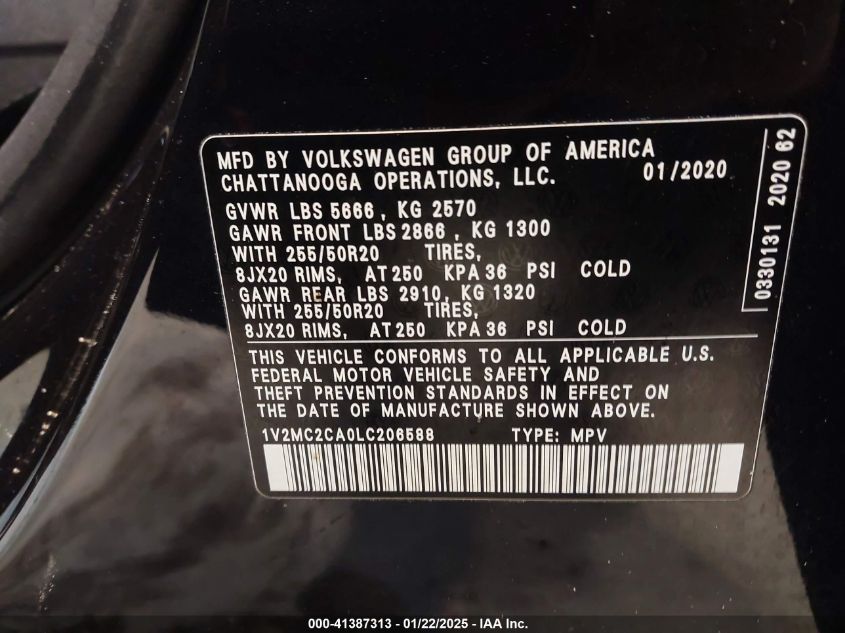 MFD BY VOLKSWAGEN GROUP OF AMERICA
CHATTANOOGA OPERATIONS, LLC. 01/2020
GVWR LBS 5666, KG 2570
GAWR FRONT LBS 2866, KG 1300
WITH 255/50R20 TIRES,
8JX20 RIMS, AT 250 KPA 36 PSI COLD
GAWR REAR LBS 2910, KG 1320
WITH 255/50R20 TIRES,
8JX20 RIMS, AT 250 KPA 36 PSI COLD
THIS VEHICLE CONFORMS TO ALL APPLICABLE U.S.
FEDERAL MOTOR VEHICLE SAFETY AND
THEFT PREVENTION STANDARDS IN EFFECT ON
THE DATE OF MANUFACTURE SHOWN ABOVE.
1V2MC2CA0LC206588 TYPE: MPV
0330131 2020 62
000-41387313 - 01/22/2025 - IAA Inc.